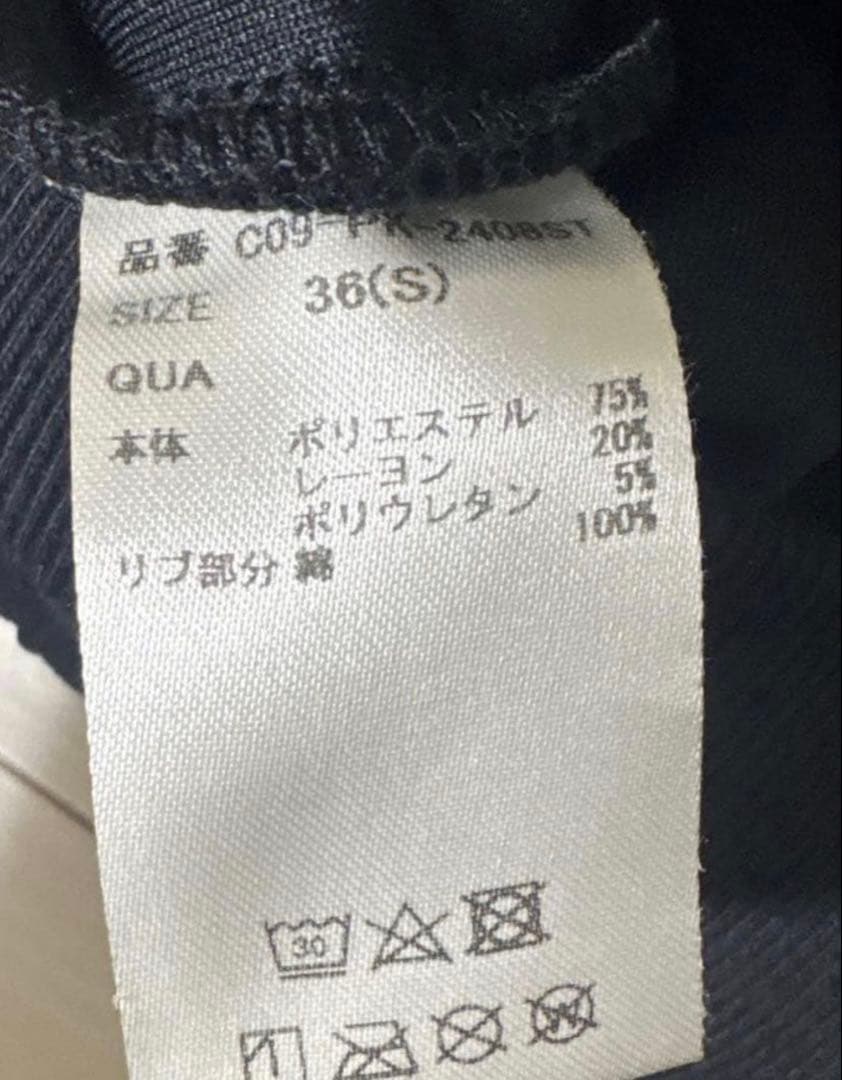 品番 C09-PK-2408ST
SIZE 36(S)
QUA
本体 ポリエステル 75%
レーヨン 20%
ポリウレタン 5%
リブ部分 綿 100%
30
W